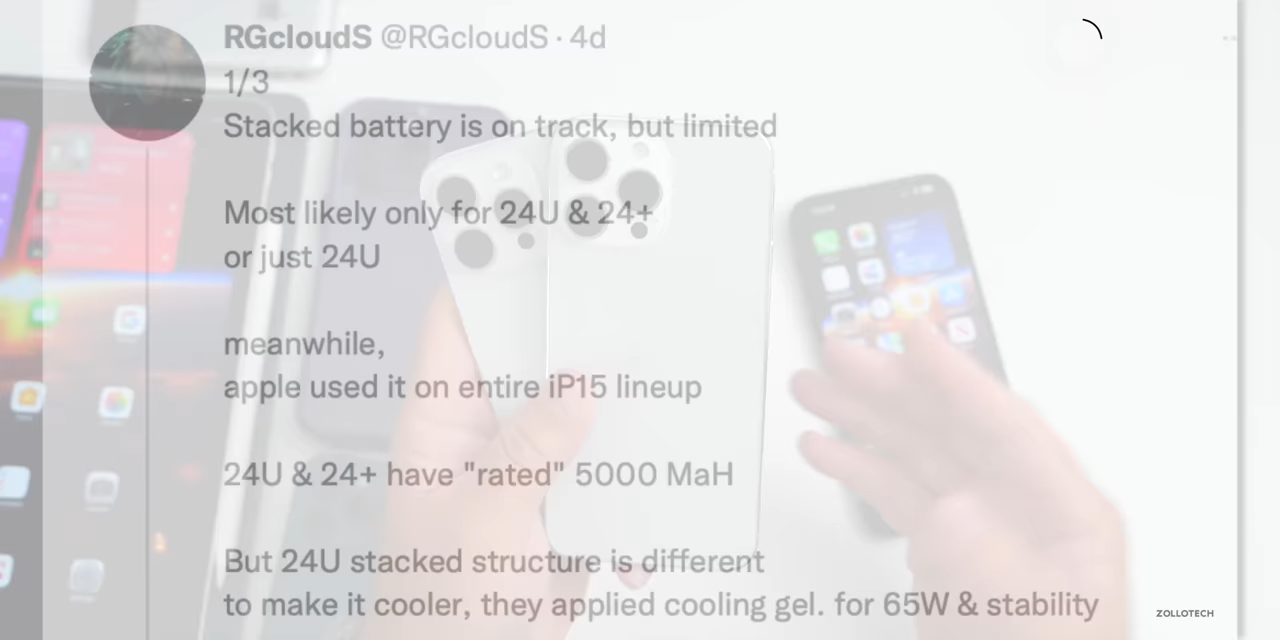 RGcloudS @RGcloudS · 4d
1/3
Stacked battery is on track, but limited
Most likely only for 24U & 24+
or just 24U
meanwhile,
apple used it on entire iP15 lineup
24U & 24+ have "rated" 5000 MaH
But 24U stacked structure is different
to make it cooler, they applied cooling gel. for 65W & stability
ZOLLOTECH